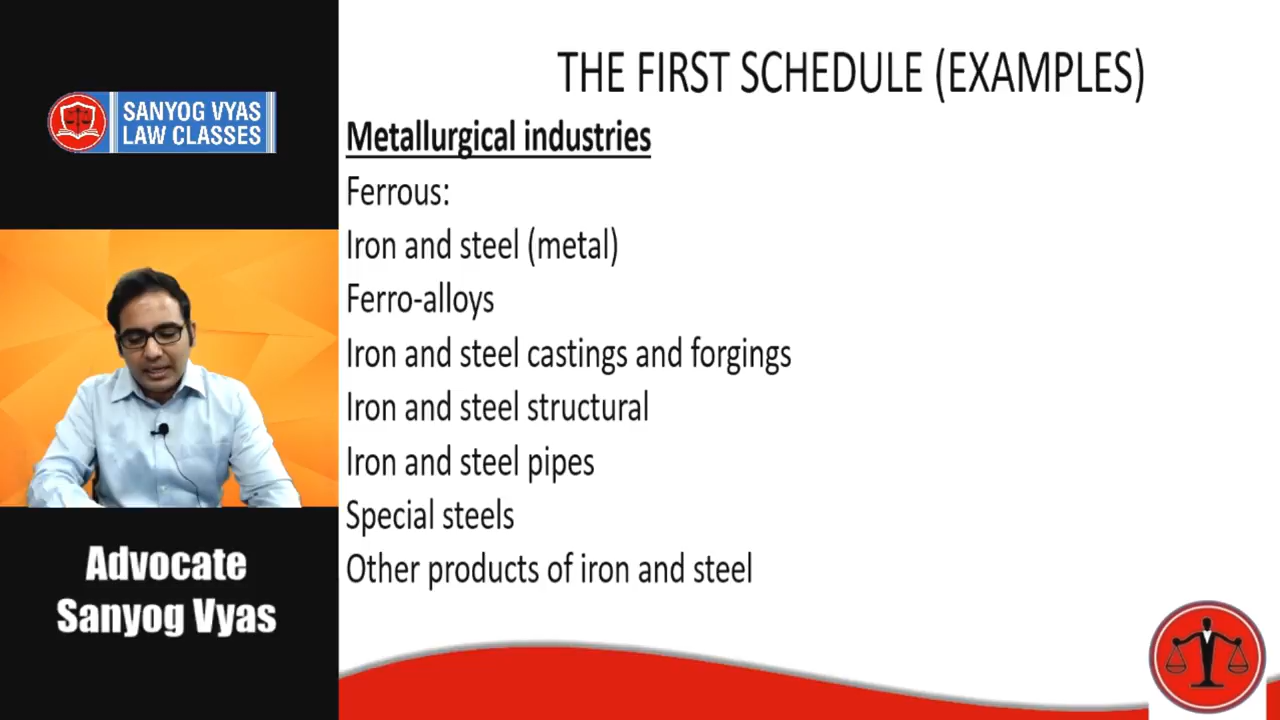 SANYOG VYAS
LAW CLASSES
Advocate
Sanyog Vyas
THE FIRST SCHEDULE (EXAMPLES)
Metallurgical industries
Ferrous:
Iron and steel (metal)
Ferro-alloys
Iron and steel castings and forgings
Iron and steel structural
Iron and steel pipes
Special steels
Other products of iron and steel